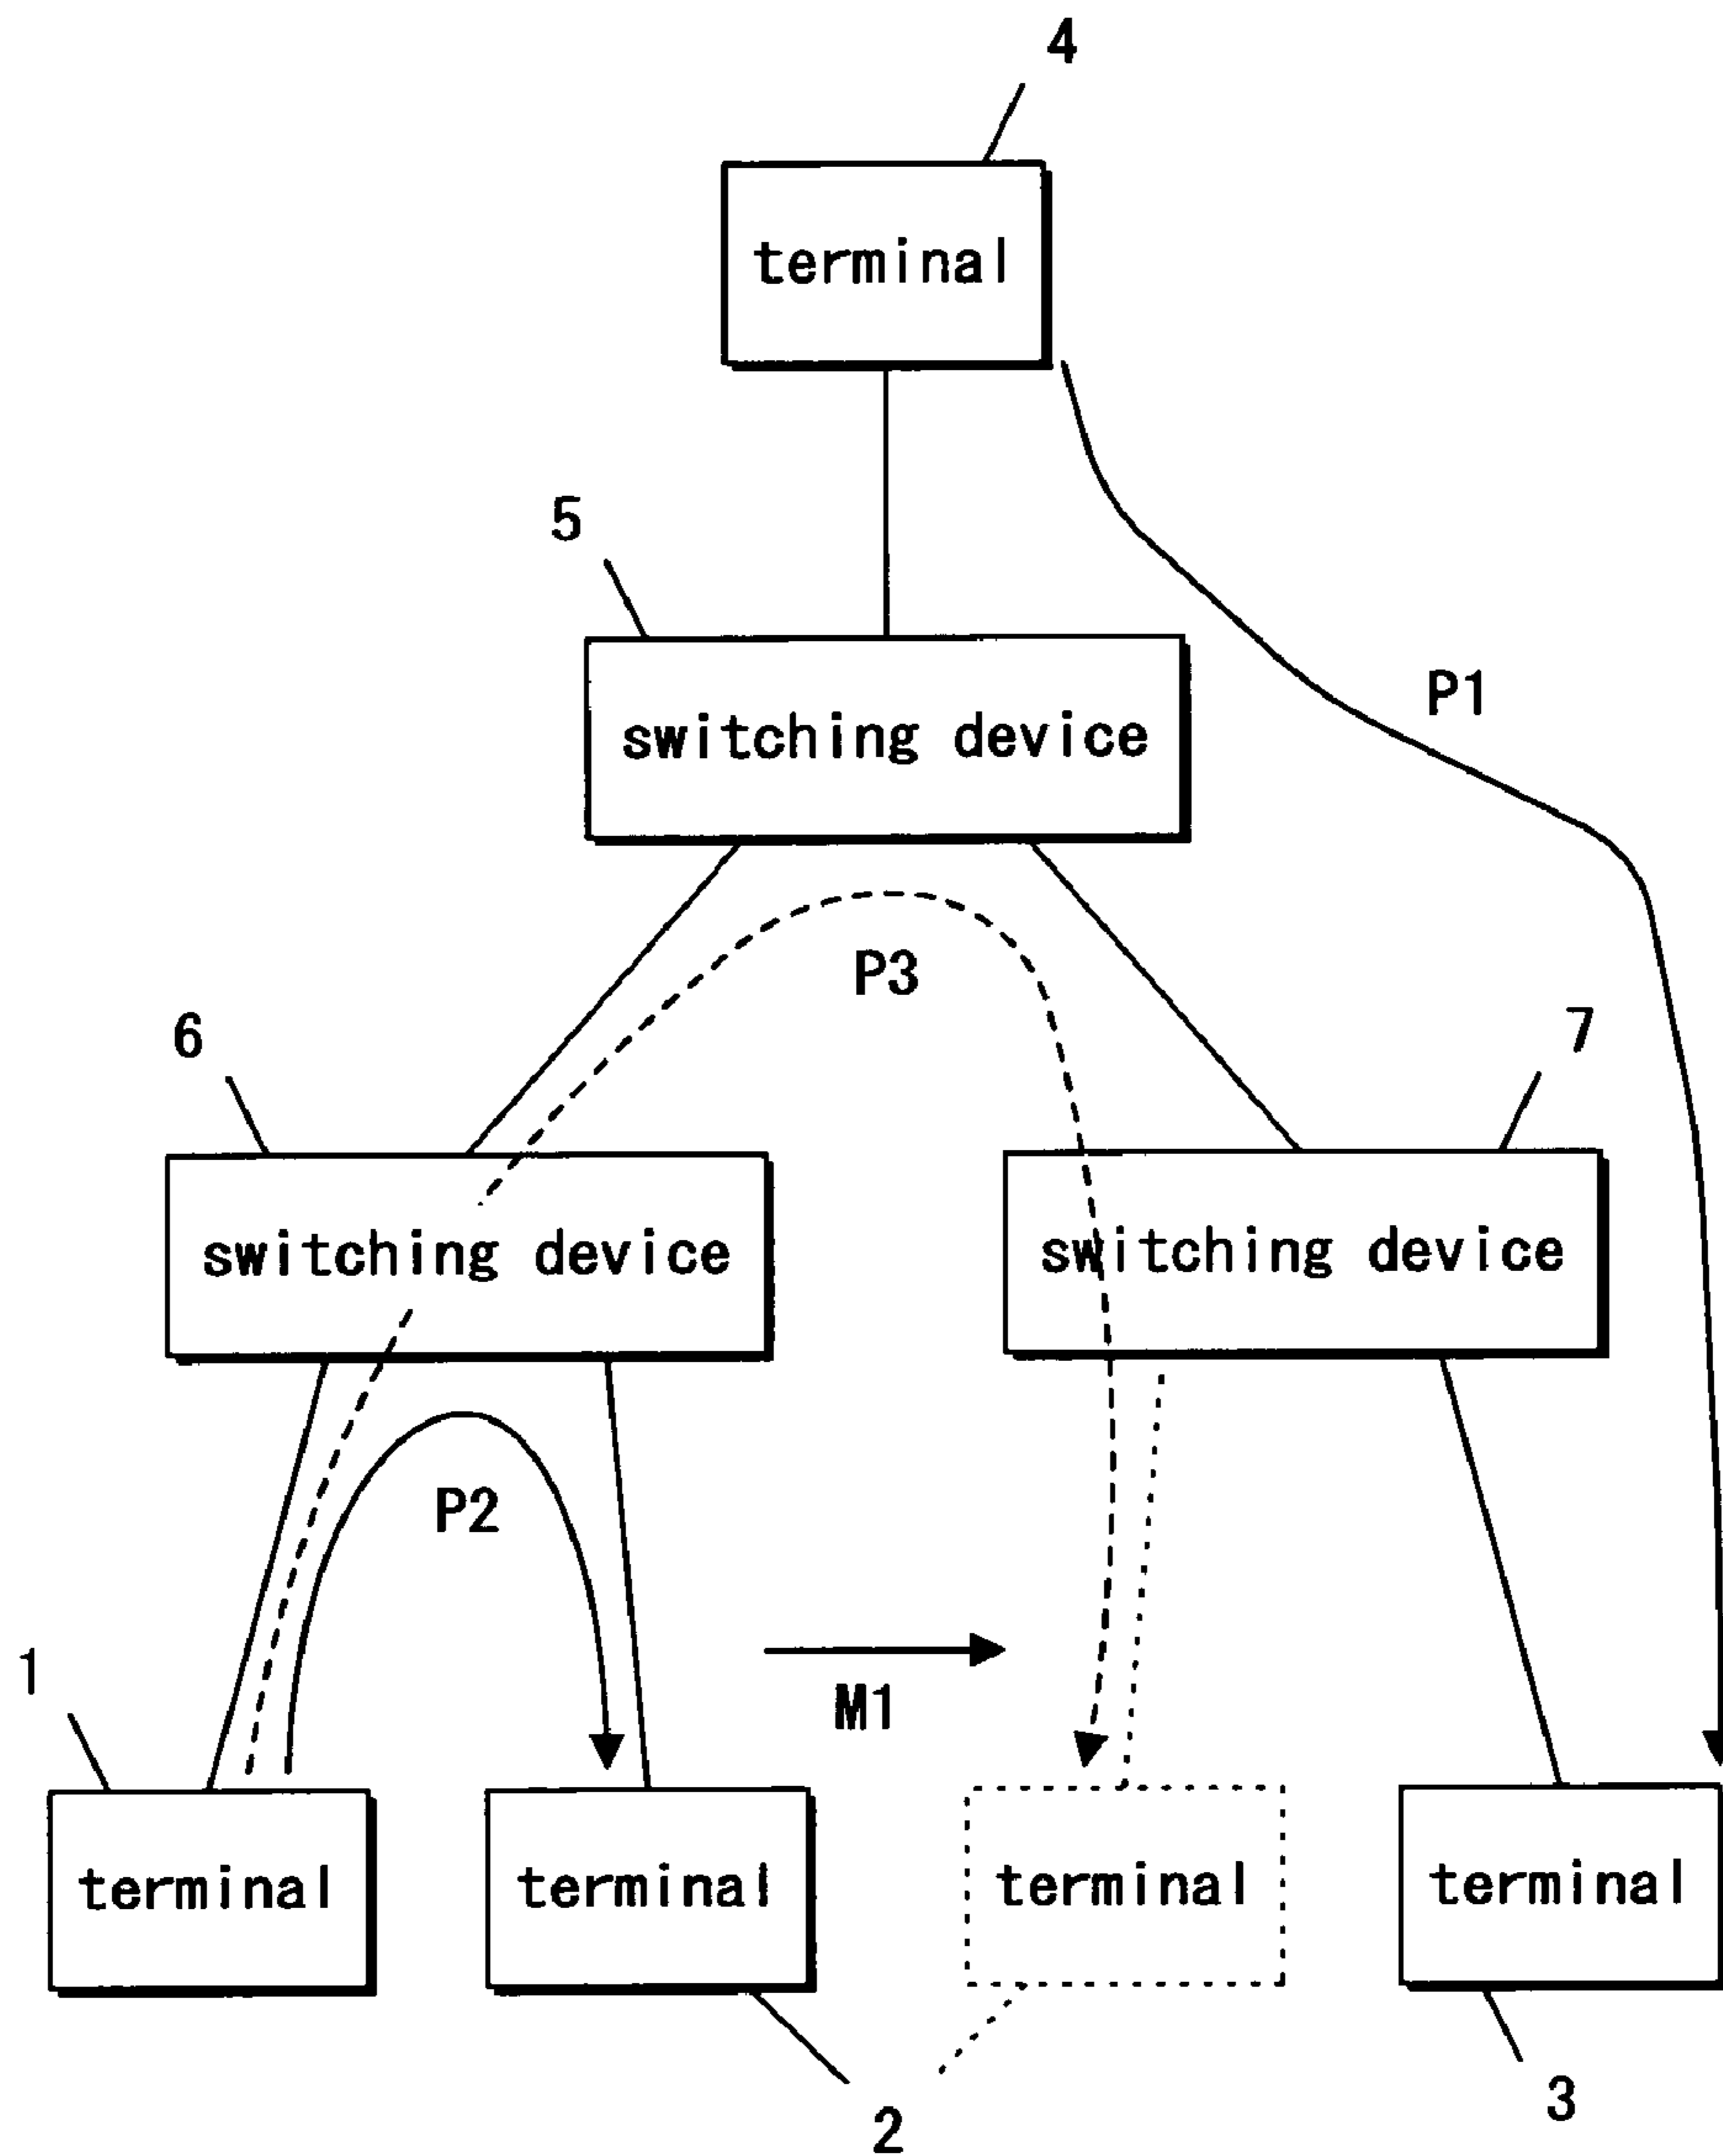 4
terminal
5
switching device
P1
P3
6
7
switching device
switching device
P2
1
M1
terminal
terminal
terminal
terminal
2
3